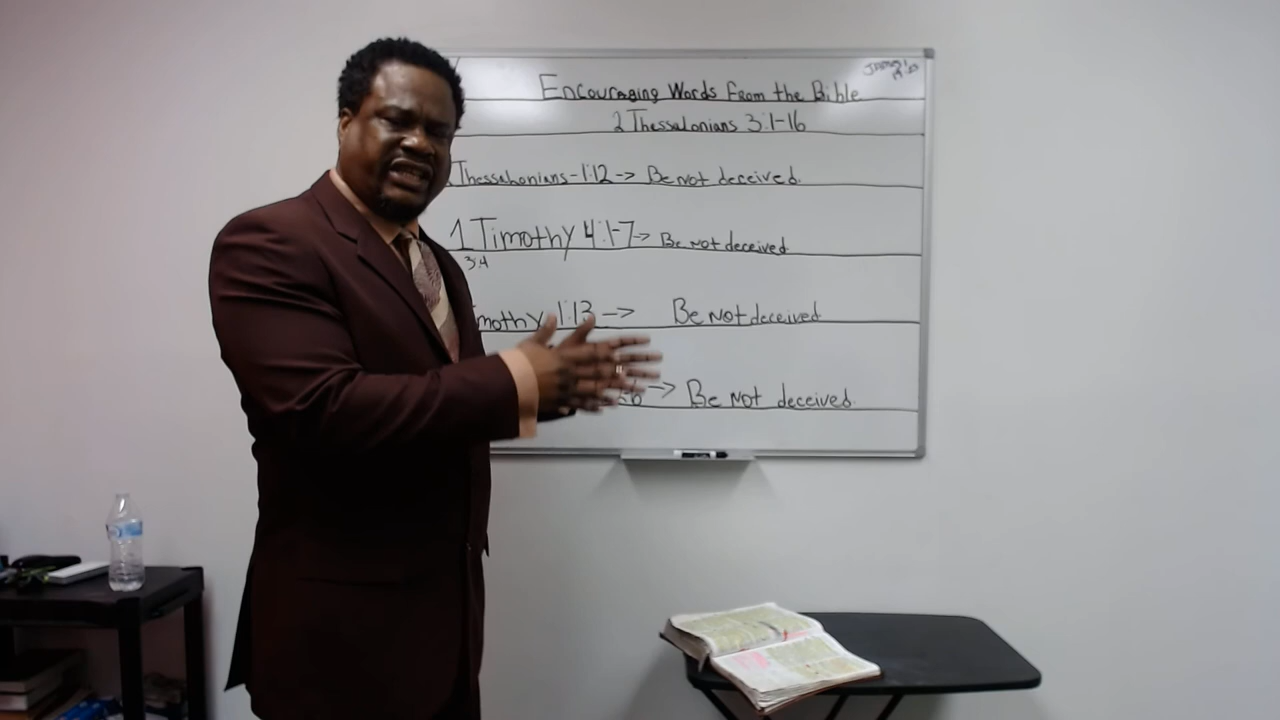 Encouraging Words From the Bible
2 Thessalonians 3:1-16
Thessalonians-1:12 -> Be not deceived.
1 Timothy 4:1-7 -> Be not deceived
3:4
mothy 1:13 -> Be Not deceived
-> Be Not deceived.